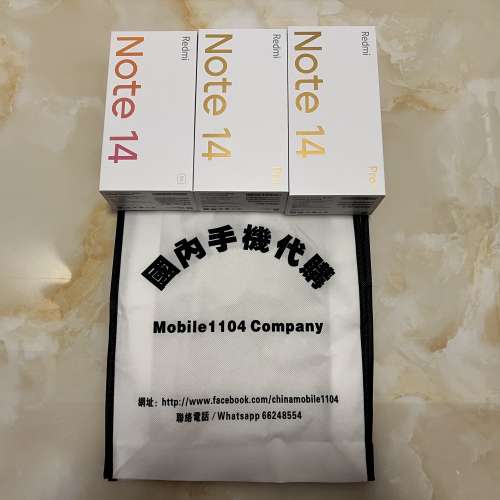 Redmi
Note 14
5G
Redmi
Note 14
Pro
Redmi
Note 14
Pro
國內手機代購
Mobile1104 Company
網址：http://www.facebook.com/chinamobile1104
聯絡電話 / Whatsapp 66248554